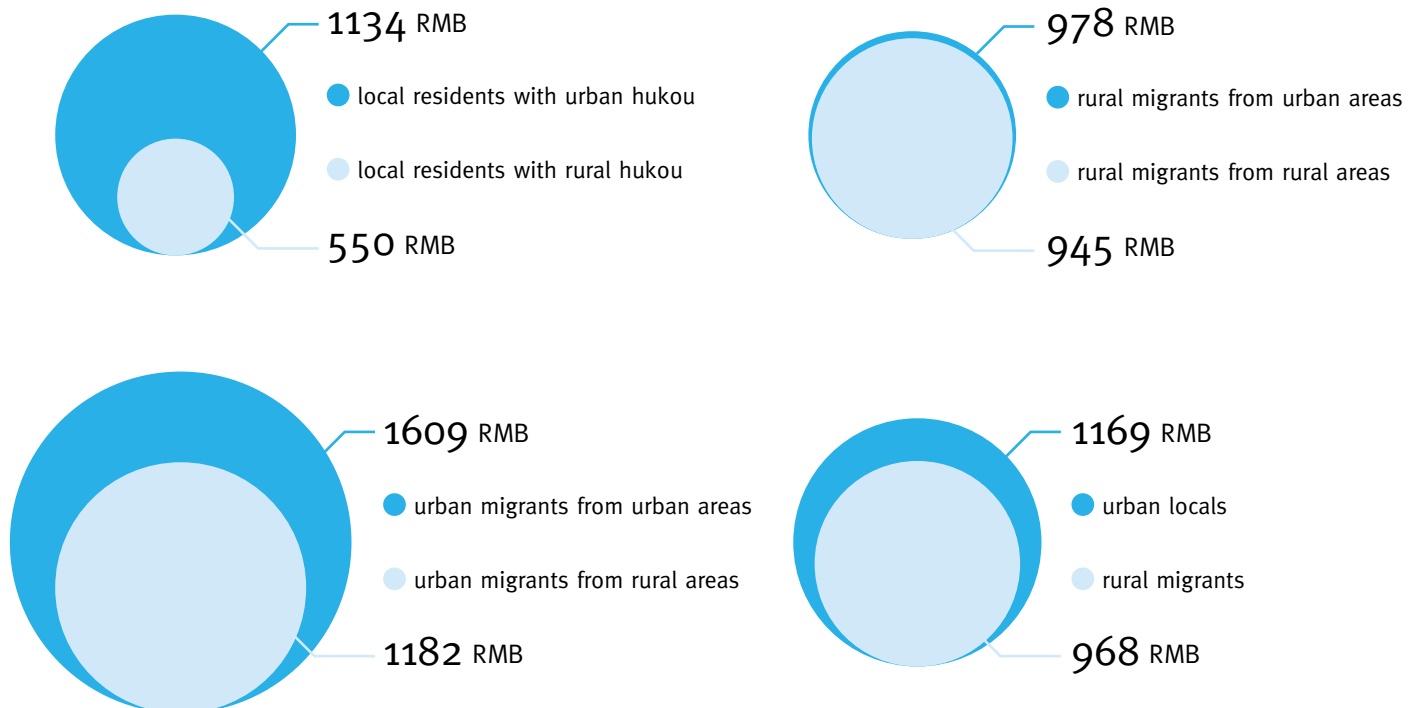 1134 RMB
local residents with urban hukou
local residents with rural hukou
550 RMB
978 RMB
rural migrants from urban areas
rural migrants from rural areas
945 RMB
1609 RMB
urban migrants from urban areas
urban migrants from rural areas
1182 RMB
1169 RMB
urban locals
rural migrants
968 RMB